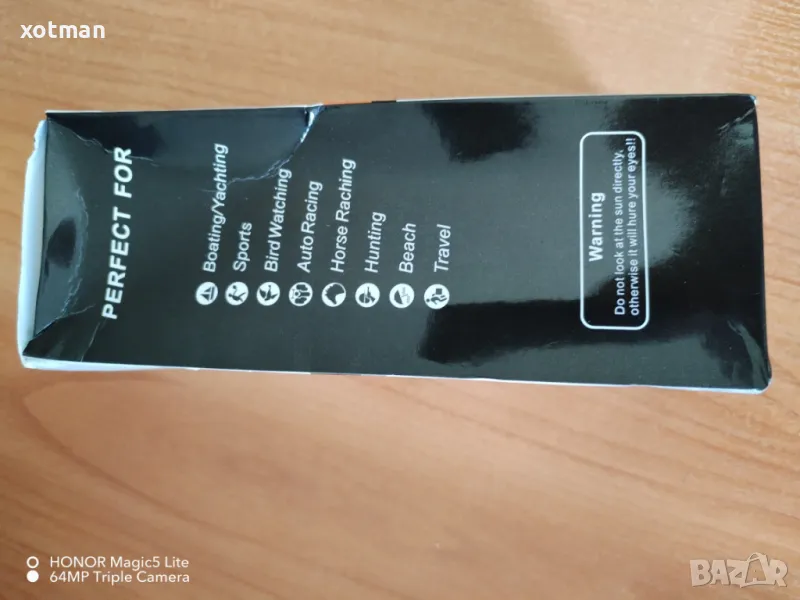 xotman
PERFECT FOR
Boating/Yachting
Sports
Bird Watching
Auto Racing
Horse Raching
Hunting
Beach
Travel
Warning
Do not look at the sun directly,
otherwise it will hure your eyes!!
HONOR Magic5 Lite
64MP Triple Camera
BAZAR